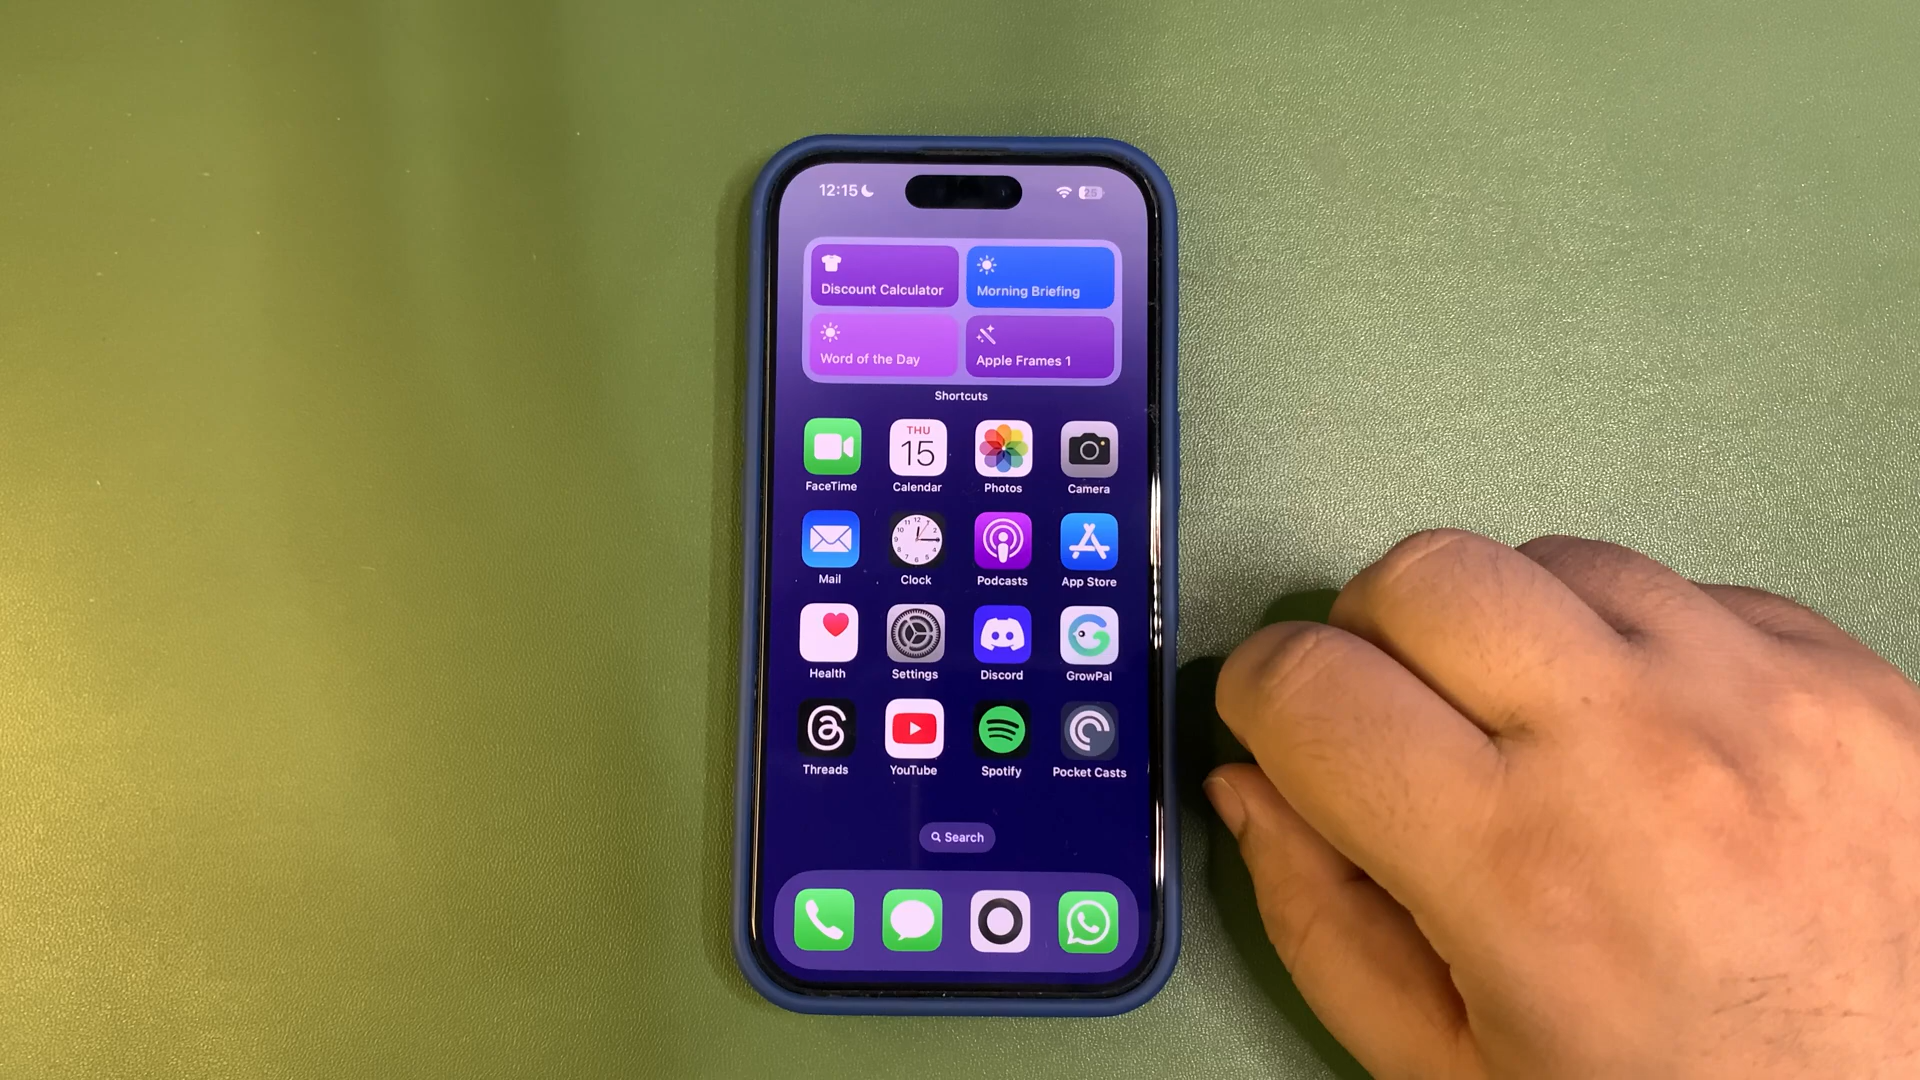 12:15 25
Discount Calculator Morning Briefing
Word of the Day Apple Frames 1
Shortcuts
THU
15
FaceTime Calendar Photos Camera
Mail Clock Podcasts App Store
Health Settings Discord GrowPal
Threads YouTube Spotify Pocket Casts
Search